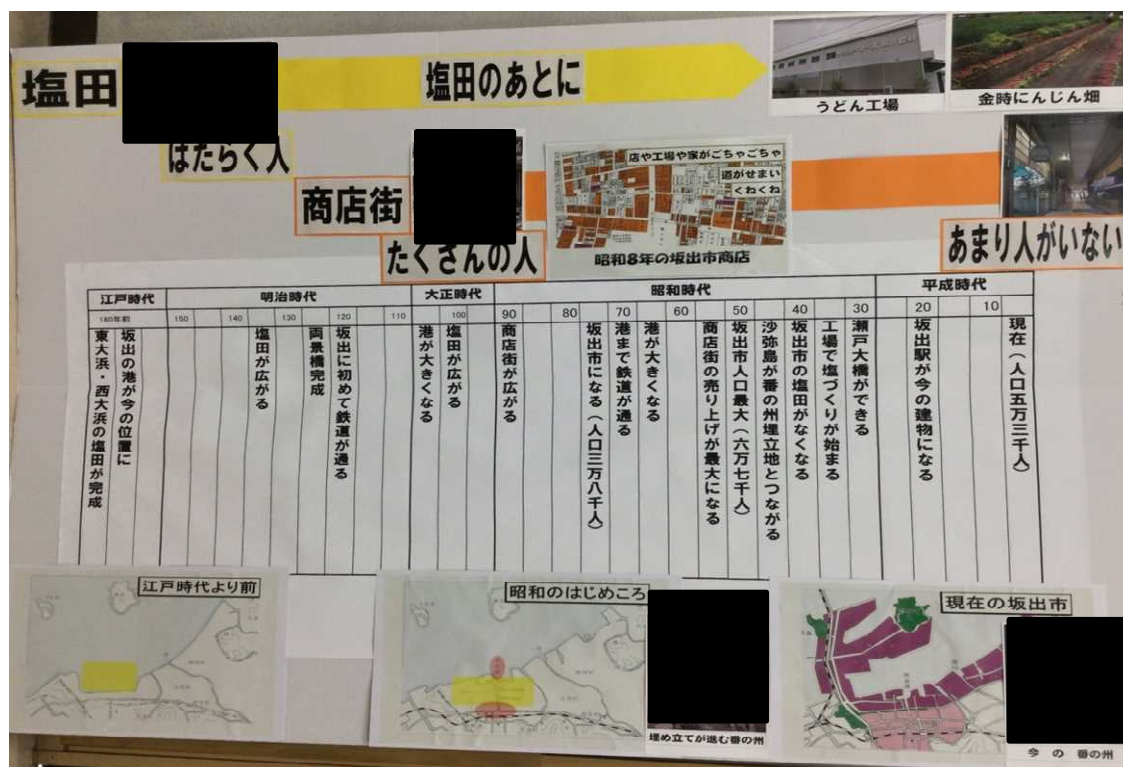 塩田
塩田のあとに
うどん工場
金時にんじん畑
はたらく人
商店街
たくさんの人
店や工場や家がごちゃごちゃ
道がせまい
くねくね
昭和8年の坂出市商店
あまり人がいない
江戸時代
明治時代
大正時代
昭和時代
平成時代
180年前
150
140
130
120
110
100
90
80
70
60
50
40
30
20
10
東大浜・西大浜の塩田が完成
坂出の港が今の位置に
塩田が広がる
両景橋完成
坂出に初めて鉄道が通る
港が大きくなる
塩田が広がる
商店街が広がる
坂出市になる(人口三万八千人)
港まで鉄道が通る
港が大きくなる
商店街の売り上げが最大になる
坂出市人口最大(六万七千人)
沙弥島が番の州埋立地とつながる
坂出市の塩田がなくなる
工場で塩づくりが始まる
瀬戸大橋ができる
坂出駅が今の建物になる
現在(人口五万三千人)
江戸時代より前
昭和のはじめころ
埋め立てが進む番の州
現在の坂出市
今の番の州